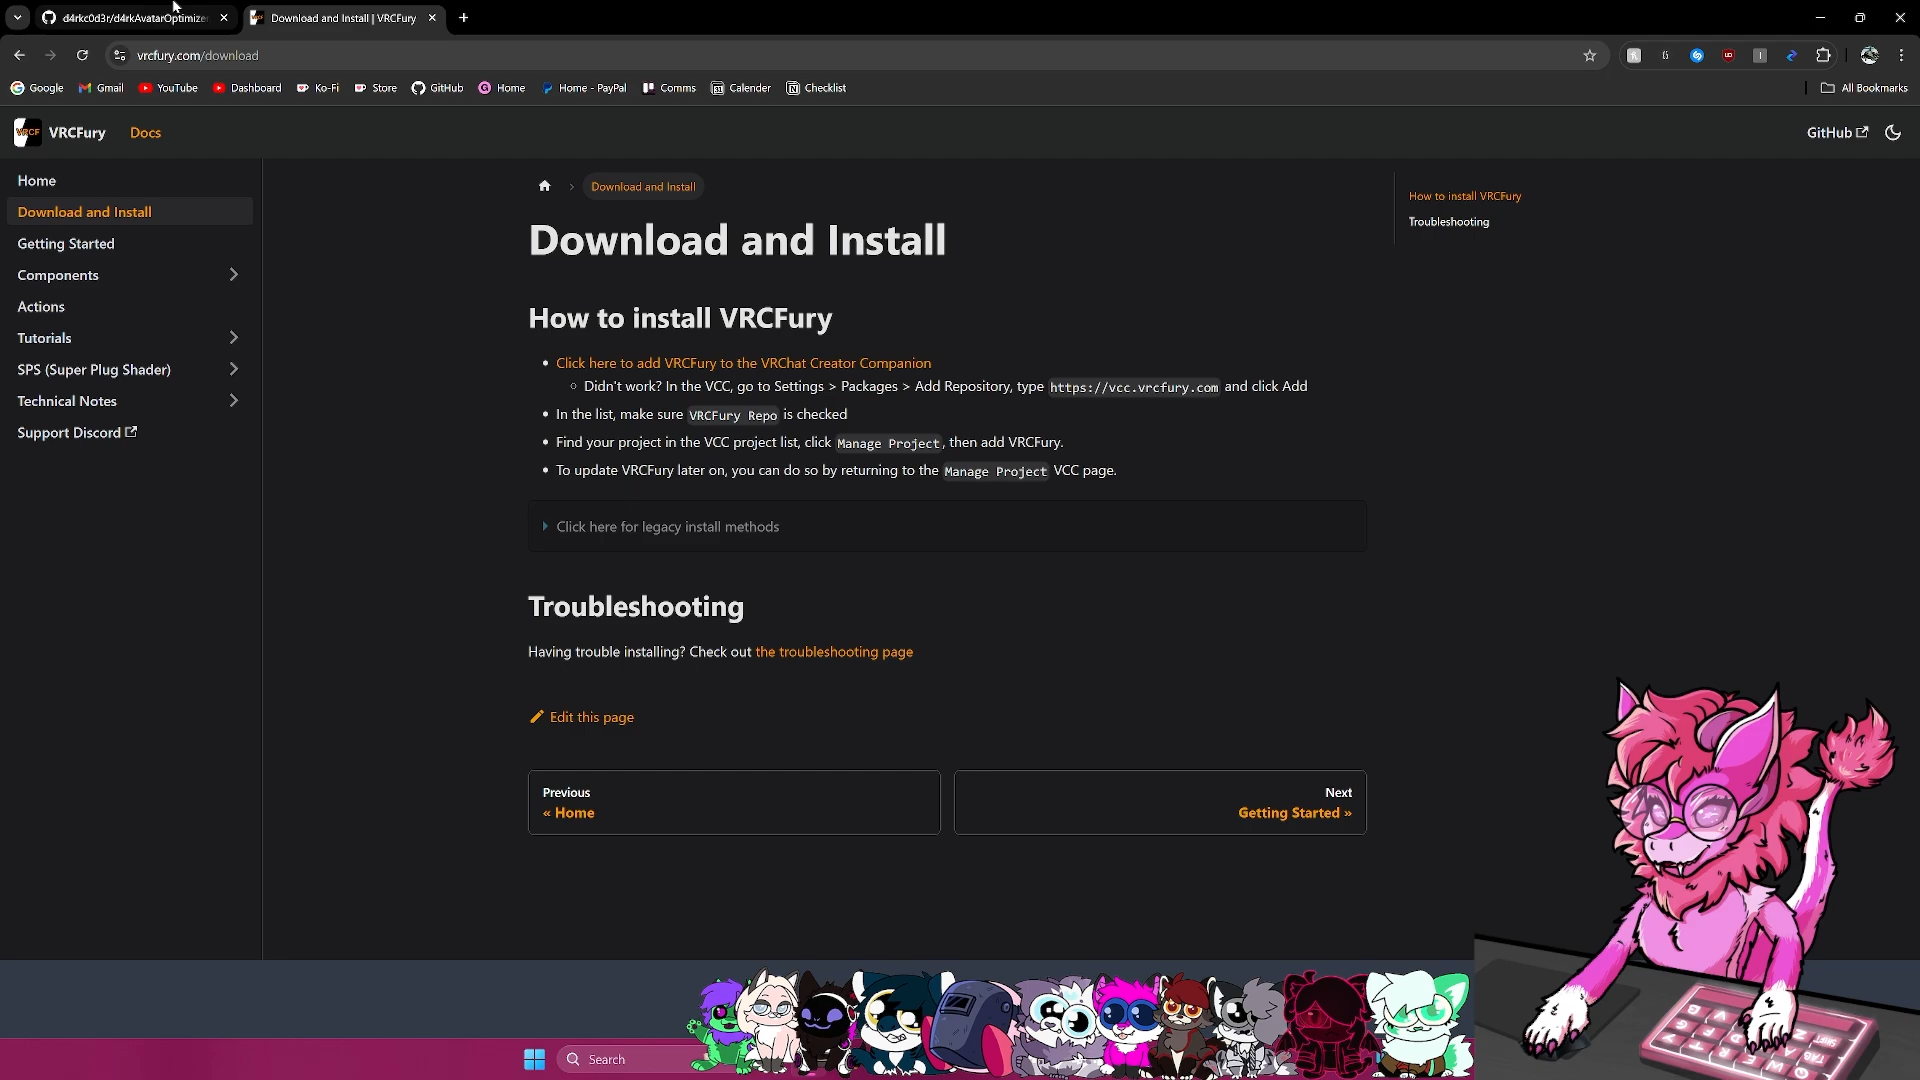 d4rkc0d3r/d4rkAvatarOptimize
Download and Install | VRCFury
vrcfury.com/download
Google
Gmail
YouTube
Dashboard
Ko-Fi
Store
GitHub
Home
Home - PayPal
Comms
Calender
Checklist
All Bookmarks
VRCF VRCFury
Docs
GitHub
Home
Download and Install
Getting Started
Components
Actions
Tutorials
SPS (Super Plug Shader)
Technical Notes
Support Discord
Download and Install
How to install VRCFury
Troubleshooting
Download and Install
How to install VRCFury
Click here to add VRCFury to the VRChat Creator Companion
Didn't work? In the VCC, go to Settings > Packages > Add Repository, type https://vcc.vrcfury.com and click Add
In the list, make sure VRCFury Repo is checked
Find your project in the VCC project list, click Manage Project, then add VRCFury.
To update VRCFury later on, you can do so by returning to the Manage Project VCC page.
Click here for legacy install methods
Troubleshooting
Having trouble installing? Check out the troubleshooting page
Edit this page
Previous
« Home
Next
Getting Started »
Search